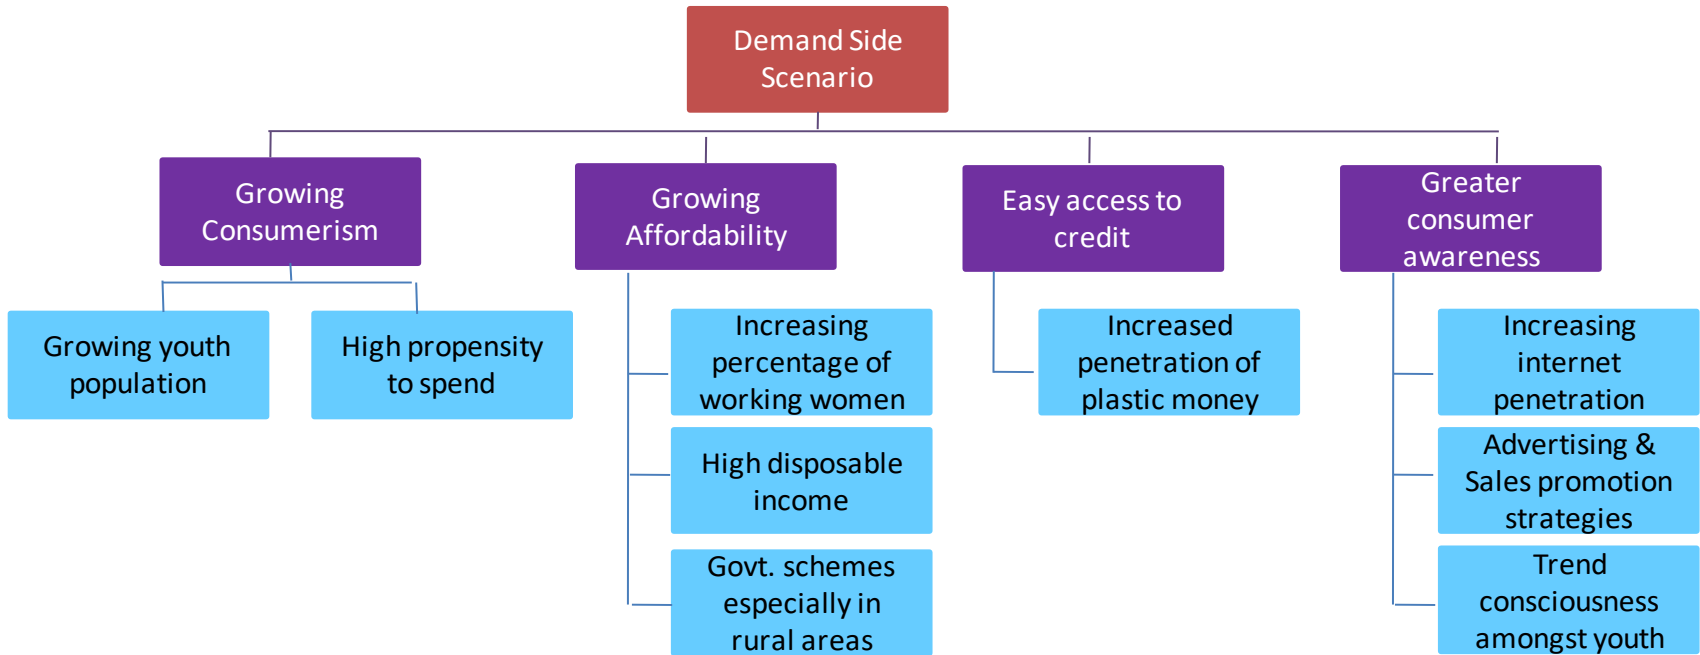 Demand Side
Scenario
Growing
Consumerism
Growing
Affordability
Easy access to
credit
Greater
consumer
awareness
Growing youth
population
High propensity
to spend
Increasing
percentage of
working women
High disposable
income
Govt. schemes
especially in
rural areas
Increased
penetration of
plastic money
Increasing
internet
penetration
Advertising &
Sales promotion
strategies
Trend
consciousness
amongst youth